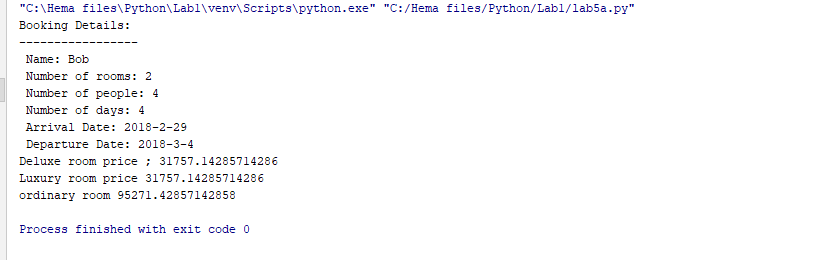 "C:\Hema files\Python\Lab1\venv\Scripts\python.exe" "C:/Hema files/Python/Lab1/lab5a.py"
Booking Details:
-----------------
Name: Bob
Number of rooms: 2
Number of people: 4
Number of days: 4
Arrival Date: 2018-2-29
Departure Date: 2018-3-4
Deluxe room price ; 31757.14285714286
Luxury room price 31757.14285714286
ordinary room 95271.42857142858
Process finished with exit code 0